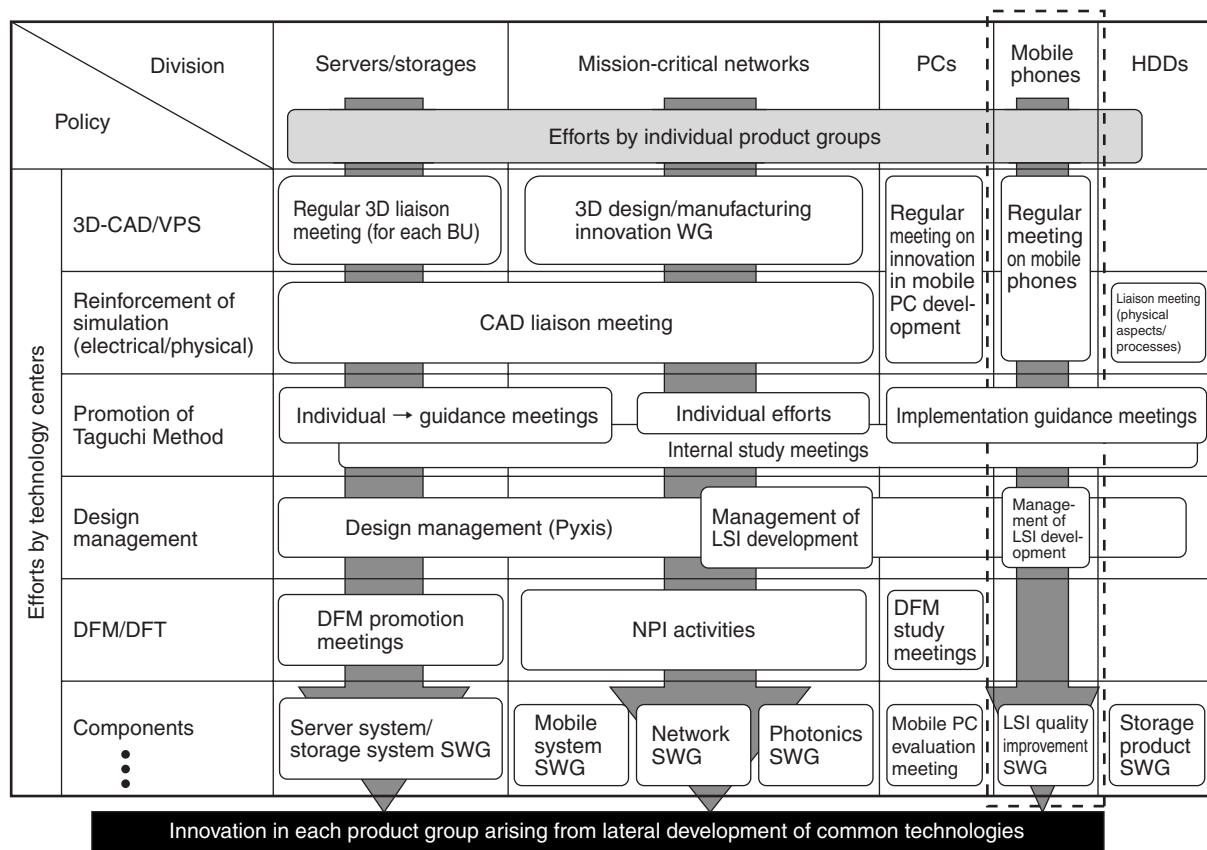 Division
Policy
Servers/storages
Mission-critical networks
PCs
Mobile
phones
HDDs
Efforts by individual product groups
Efforts by technology centers
3D-CAD/VPS
Regular 3D liaison
meeting (for each BU)
3D design/manufacturing
innovation WG
Regular
meeting on
innovation
in mobile
PC devel-
opment
Regular
meeting
on mobile
phones
Reinforcement of
simulation
(electrical/physical)
CAD liaison meeting
Liaison meeting
(physical
aspects/
processes)
Promotion of
Taguchi Method
Individual → guidance meetings
Individual efforts
Implementation guidance meetings
Internal study meetings
Design
management
Design management (Pyxis)
Management of
LSI development
Manage-
ment of
LSI devel-
opment
DFM/DFT
DFM promotion
meetings
NPI activities
DFM
study
meetings
Components
Server system/
storage system SWG
Mobile
system
SWG
Network
SWG
Photonics
SWG
Mobile PC
evaluation
meeting
LSI quality
improvement
SWG
Storage
product
SWG
Innovation in each product group arising from lateral development of common technologies